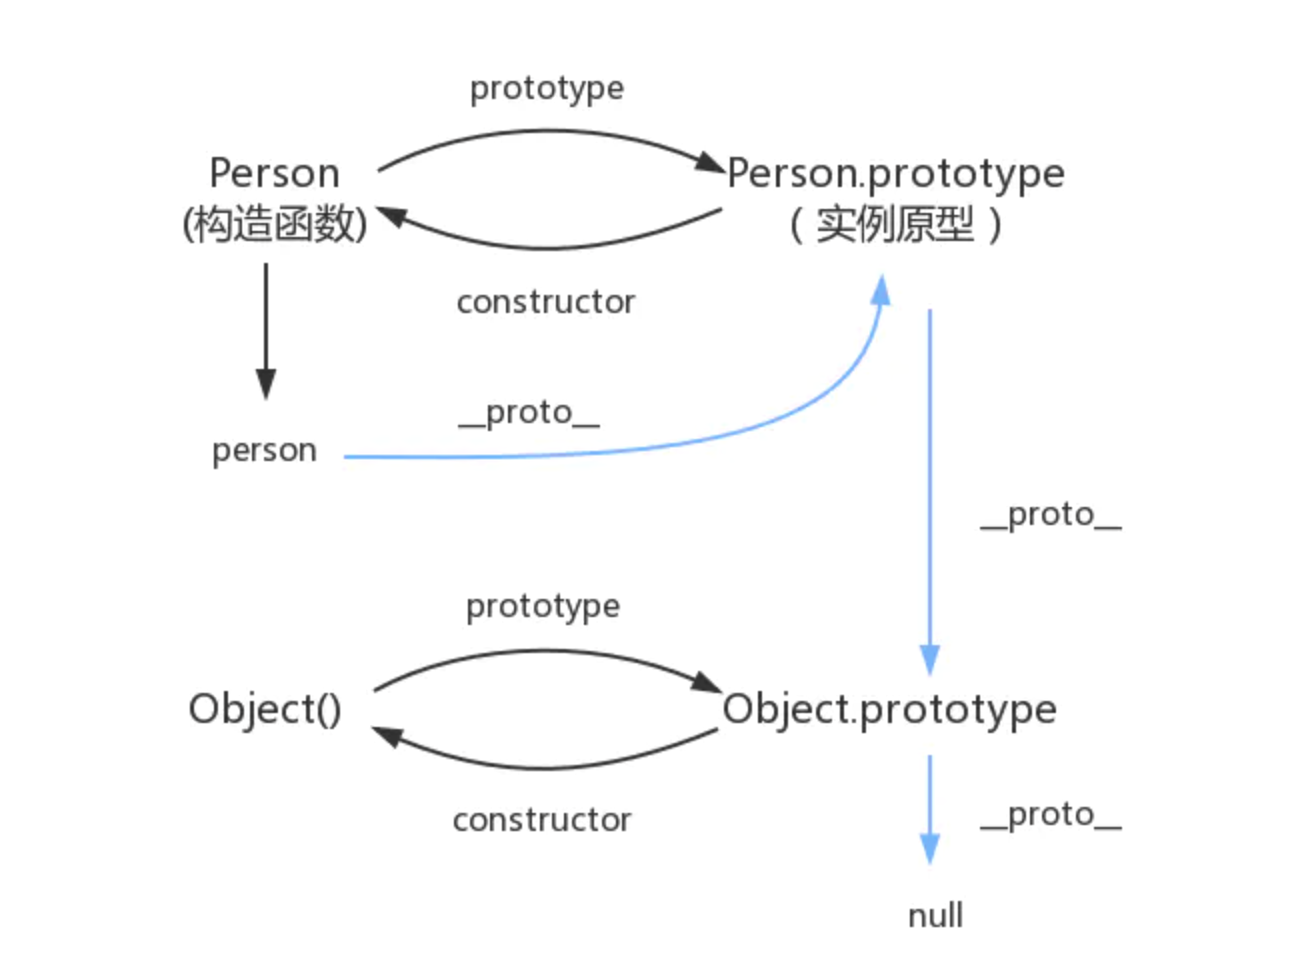 prototype
Person
Person.prototype
(构造函数)
（实例原型）
constructor
__proto__
person
__proto__
prototype
Object()
Object.prototype
constructor
__proto__
null